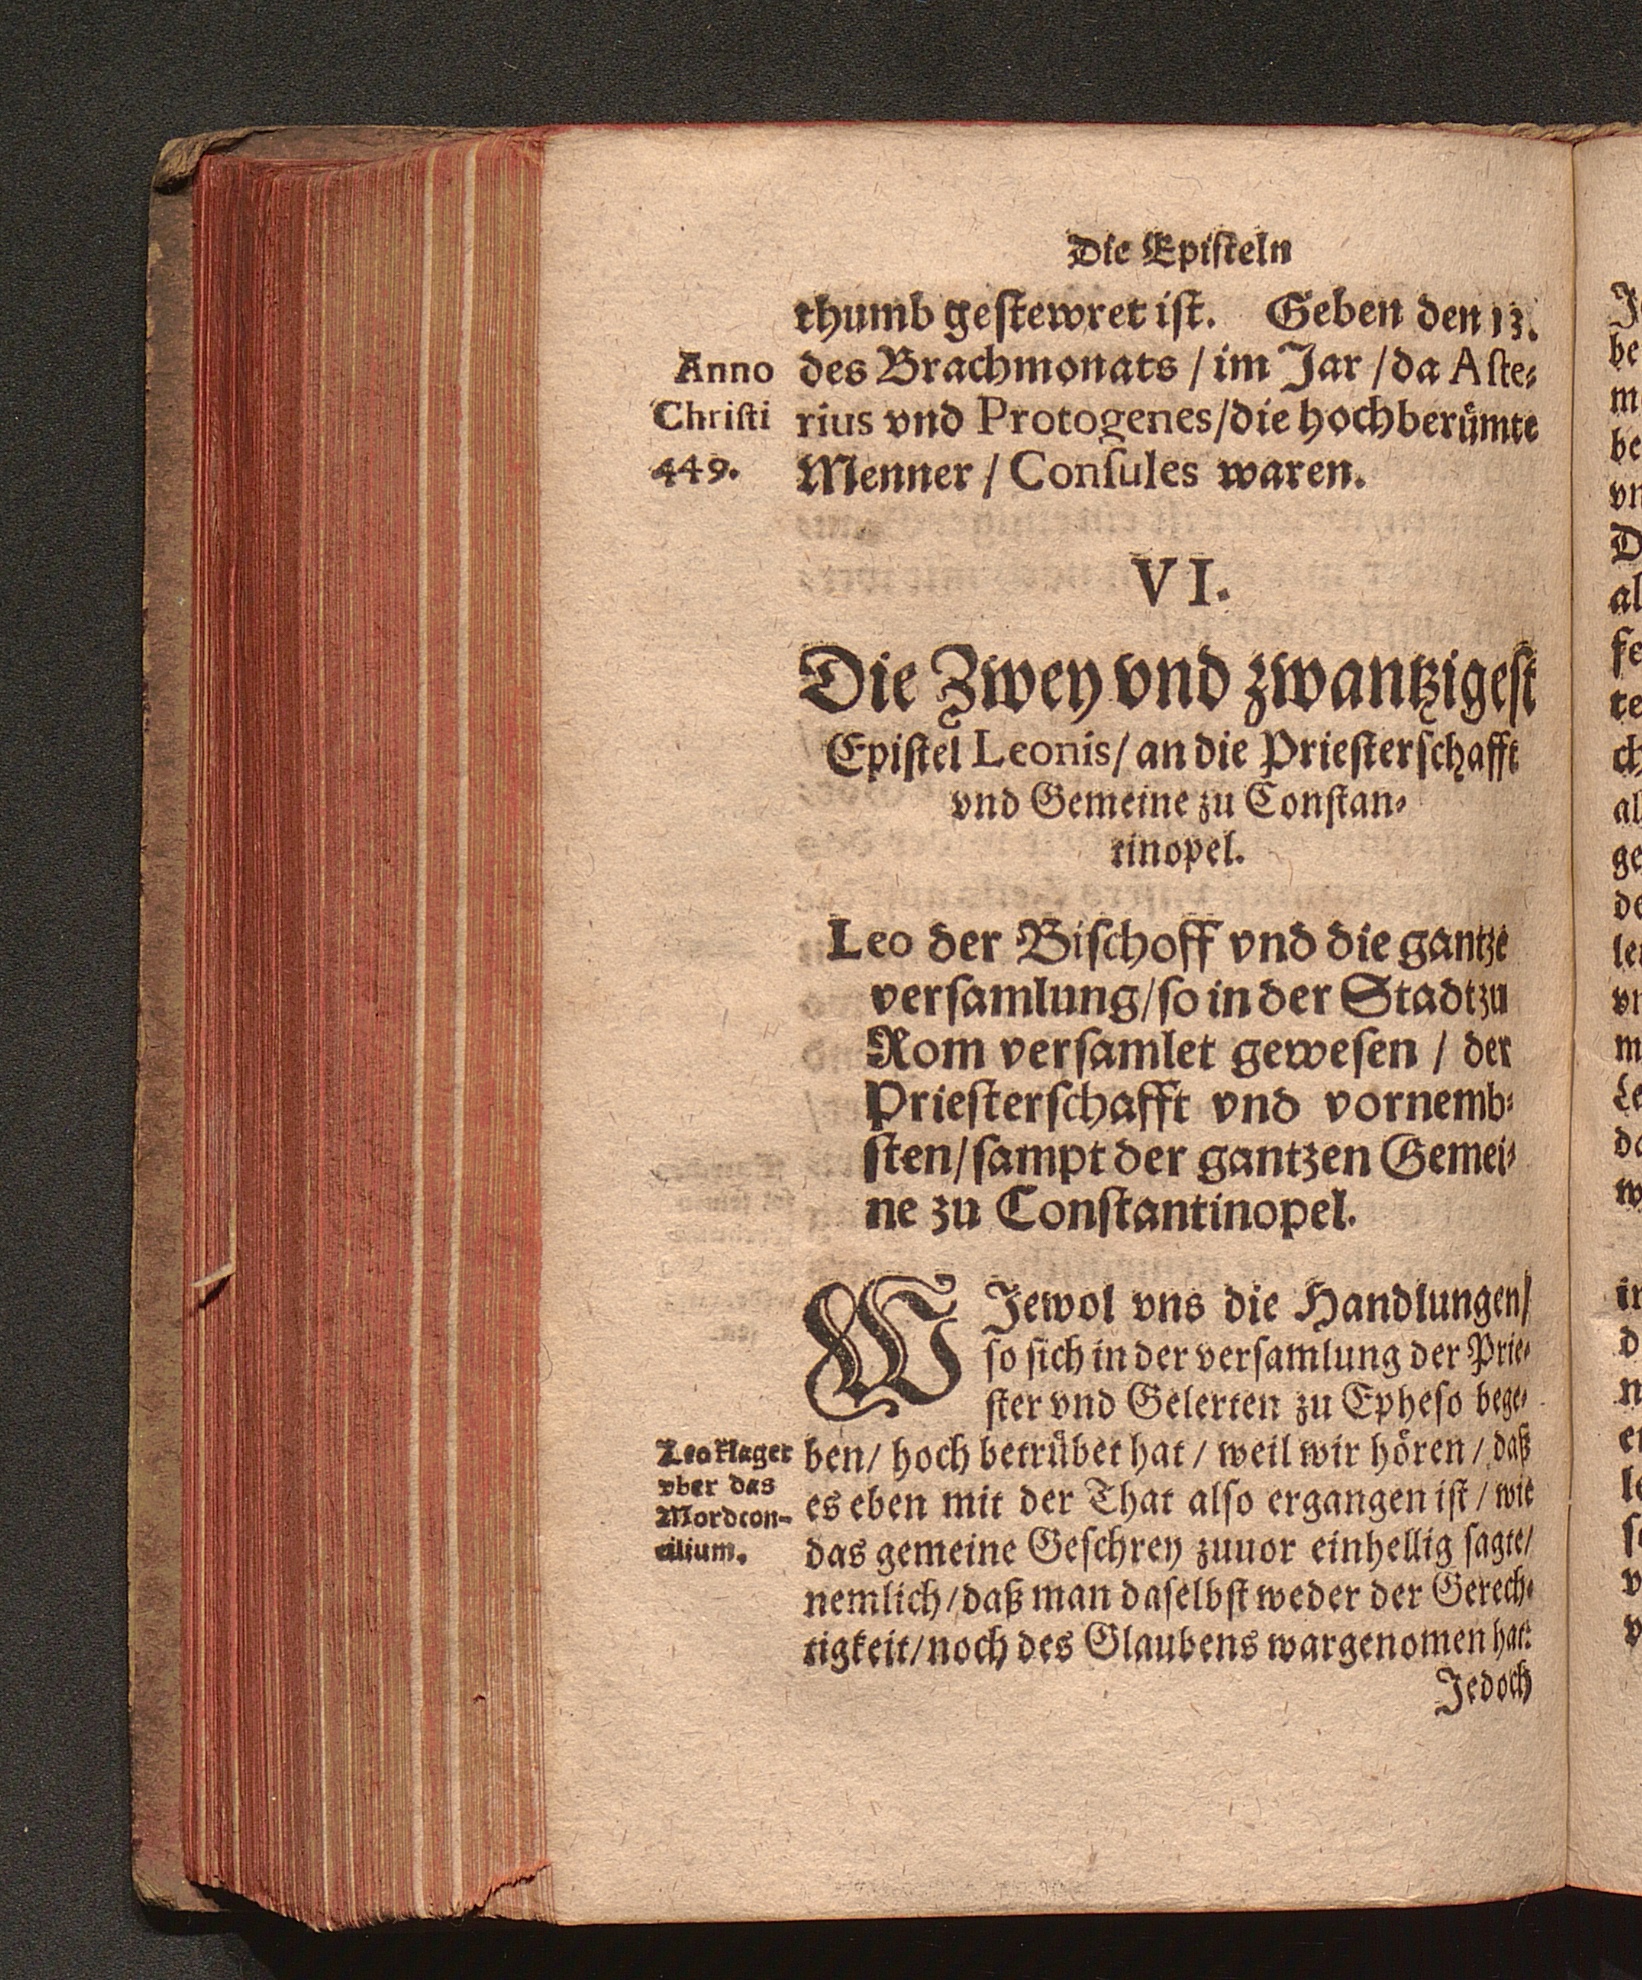 Die Epiſteln
thumb geſtewret iſt. Geben den 13.
des Brachmonats / im Jar / da Aſte⸗
rius vnd Protogenes/die hochberuͤmte
Menner / Conſules waren.
Anno
Chriſti
449.
VI.
Die Zwey vnd zwantzigeſt
Epiſtel Leonis/ an die Prieſterſchafft
vnd Gemeine zu Conſtan⸗
tinopel.
Leo der Biſchoff vnd die gantze
verſamlung/ſo in der Stadt zu
Rom verſamlet geweſen / der
Prieſterſchafft vnd vornemb⸗
ſten/ſampt der gantzen Gemei⸗
ne zu Conſtantinopel.
WJewol vns die Handlungen/
ſo ſich in der verſamlung der Prie⸗
ſter vnd Gelerten zu Epheſo bege⸗
ben/ hoch betruͤbet hat / weil wir hoͤren / daß
es eben mit der That alſo ergangen iſt / wie
das gemeine Geſchrey zuuor einhellig ſagte/
nemlich/daß man daſelbſt weder der Gerech⸗
tigkeit/noch des Glaubens wargenomen hat:
Leo klaget
vber das
Mordcon-
cilium.
Jedoch